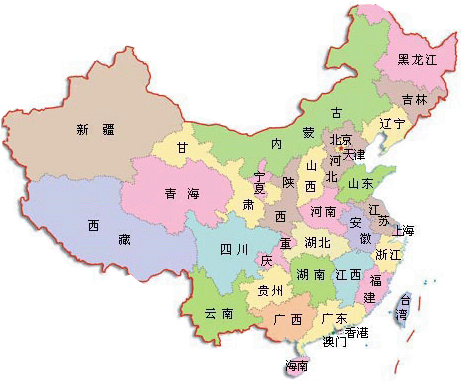 黑龙江
吉林
辽宁
内蒙古
北京
天津
河北
新疆
甘肃
山西
宁夏
陕西
山东
青海
河南
江苏
安徽
上海
西藏
四川
重庆
湖北
浙江
湖南
江西
贵州
福建
云南
广西
广东
台湾
香港
澳门
海南